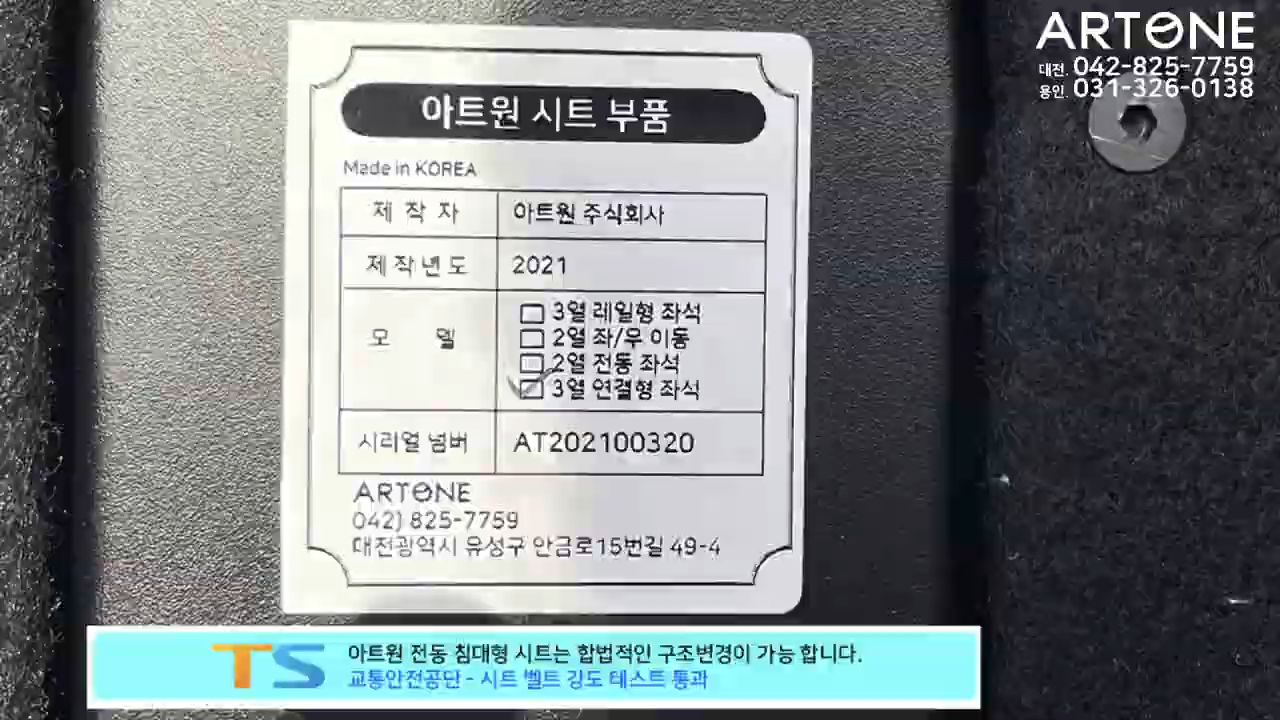 ARTONE
대전. 042-825-7759
용인. 031-326-0138
아트원 시트 부품
Made in KOREA
제 작 자 아트원 주식회사
제 작 년 도 2021
모 델
3열 레일형 좌석
2열 좌/우 이동
2열 전동 좌석
3열 연결형 좌석
시리얼 넘버 AT202100320
ARTONE
042) 825-7759
대전광역시 유성구 안금로15번길 49-4
TS
아트원 전동 침대형 시트는 합법적인 구조변경이 가능 합니다.
교통안전공단 - 시트 벨트 강도 테스트 통과